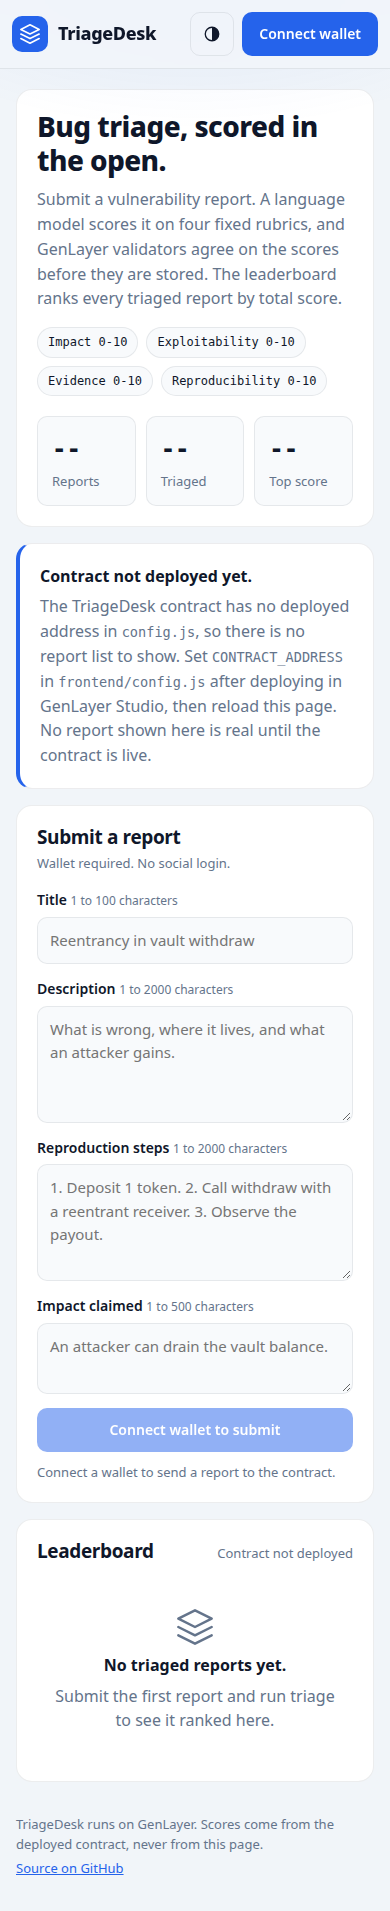 TriageDesk
Connect wallet
Bug triage, scored in
the open.
Submit a vulnerability report. A language
model scores it on four fixed rubrics, and
GenLayer validators agree on the scores
before they are stored. The leaderboard
ranks every triaged report by total score.
Impact 0-10
Exploitability 0-10
Evidence 0-10
Reproducibility 0-10
--
--
--
Reports
Triaged
Top score
Contract not deployed yet.
The TriageDesk contract has no deployed
address in config.js, so there is no
report list to show. Set CONTRACT_ADDRESS
in frontend/config.js after deploying in
GenLayer Studio, then reload this page.
No report shown here is real until the
contract is live.
Submit a report
Wallet required. No social login.
Title 1 to 100 characters
Reentrancy in vault withdraw
Description 1 to 2000 characters
What is wrong, where it lives, and what
an attacker gains.
Reproduction steps 1 to 2000 characters
1. Deposit 1 token. 2. Call withdraw with
a reentrant receiver. 3. Observe the
payout.
Impact claimed 1 to 500 characters
An attacker can drain the vault balance.
Connect wallet to submit
Connect a wallet to send a report to the contract.
Leaderboard
Contract not deployed
No triaged reports yet.
Submit the first report and run triage
to see it ranked here.
TriageDesk runs on GenLayer. Scores come from the
deployed contract, never from this page.
Source on GitHub